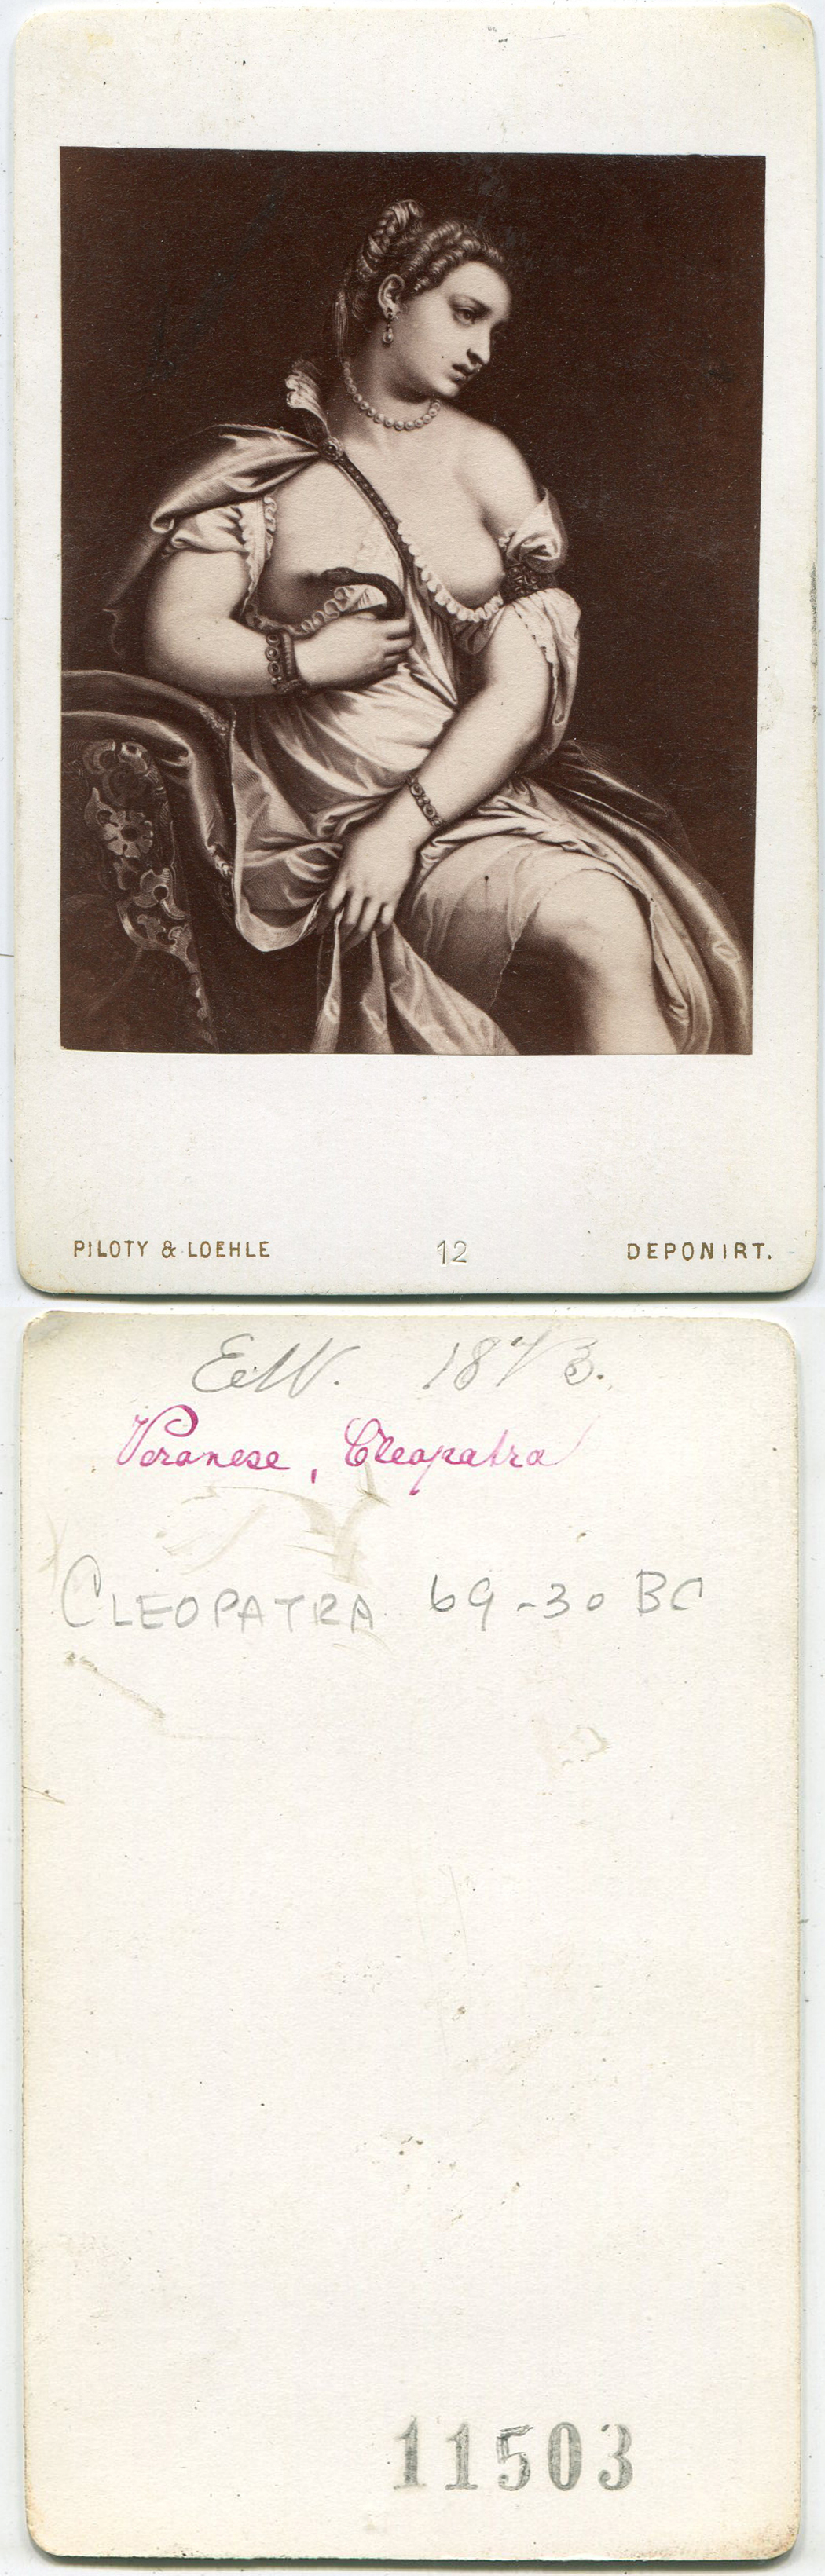 PILOTY & LOEHLE 12 DEPONIRT.
E.W. 1873.
Veronese, Cleopatra
CLEOPATRA 69-30 BC
11503